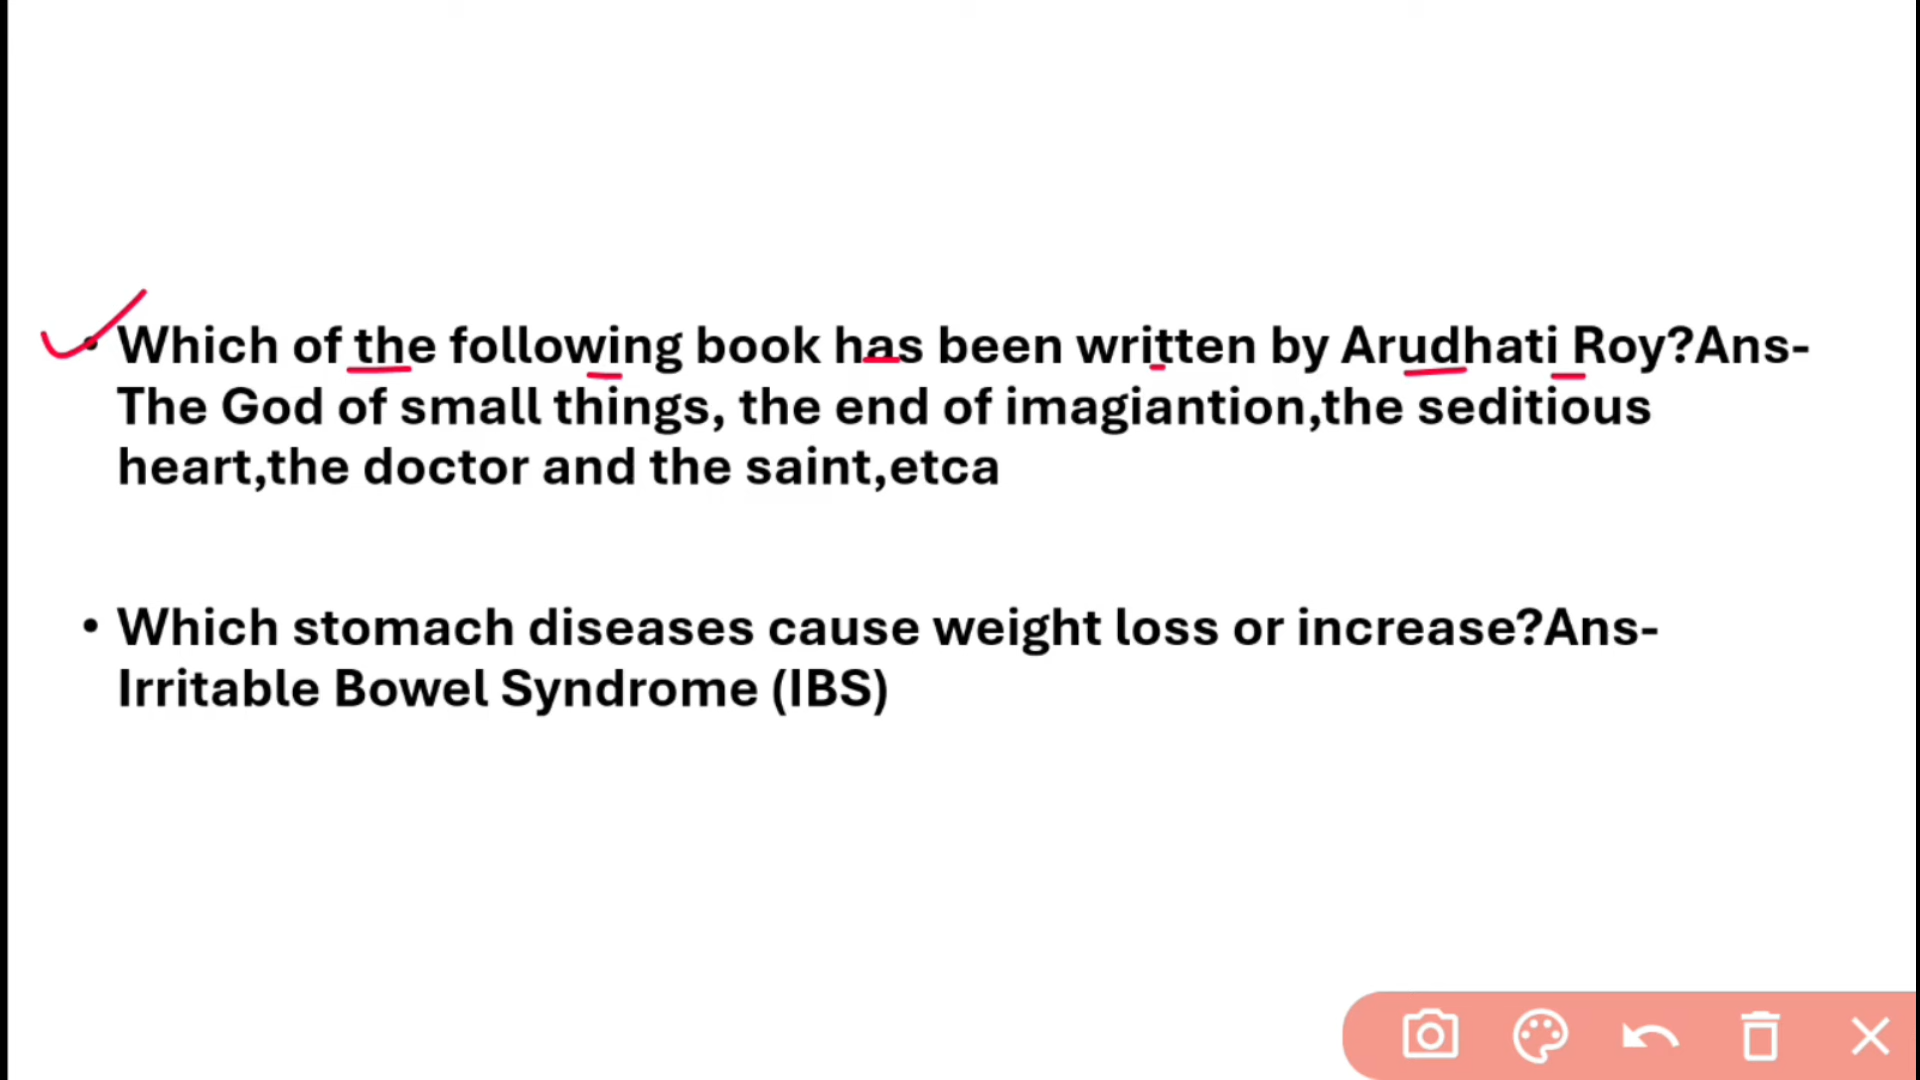 • Which of the following book has been written by Arudhati Roy?Ans-
The God of small things, the end of imagiantion,the seditious
heart,the doctor and the saint,etca
• Which stomach diseases cause weight loss or increase?Ans-
Irritable Bowel Syndrome (IBS)